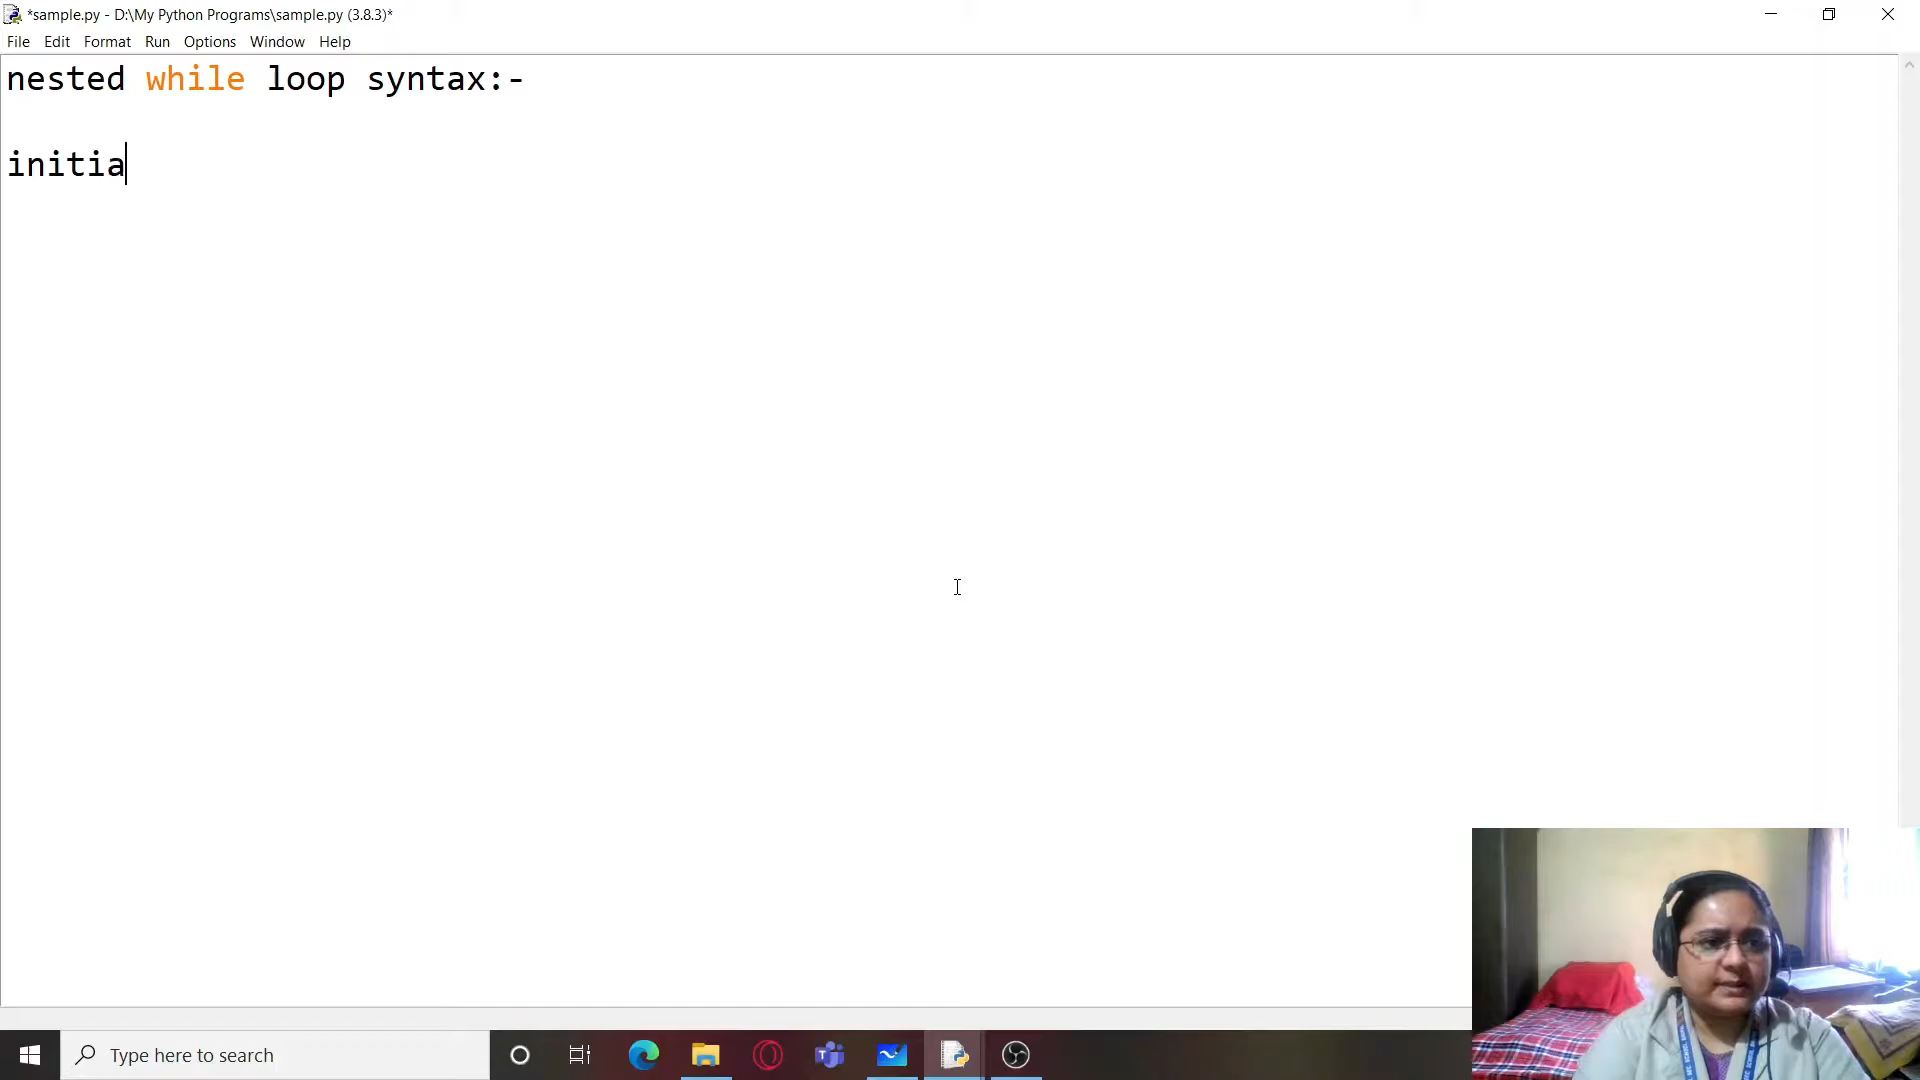 *sample.py - D:\My Python Programs\sample.py (3.8.3)*
File Edit Format Run Options Window Help
nested while loop syntax:-
initia
Type here to search